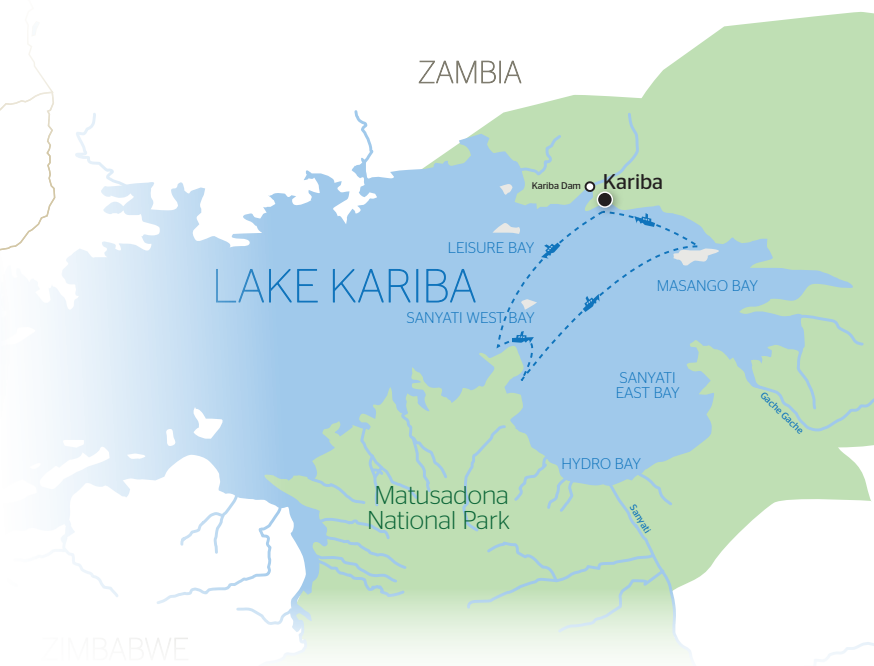 ZAMBIA
Kariba Dam
Kariba
LEISURE BAY
LAKE KARIBA
MASANGO BAY
SANYATI WEST BAY
SANYATI
EAST BAY
Gache Gache
HYDRO BAY
Matusadona
National Park
Sanyati
ZIMBABWE